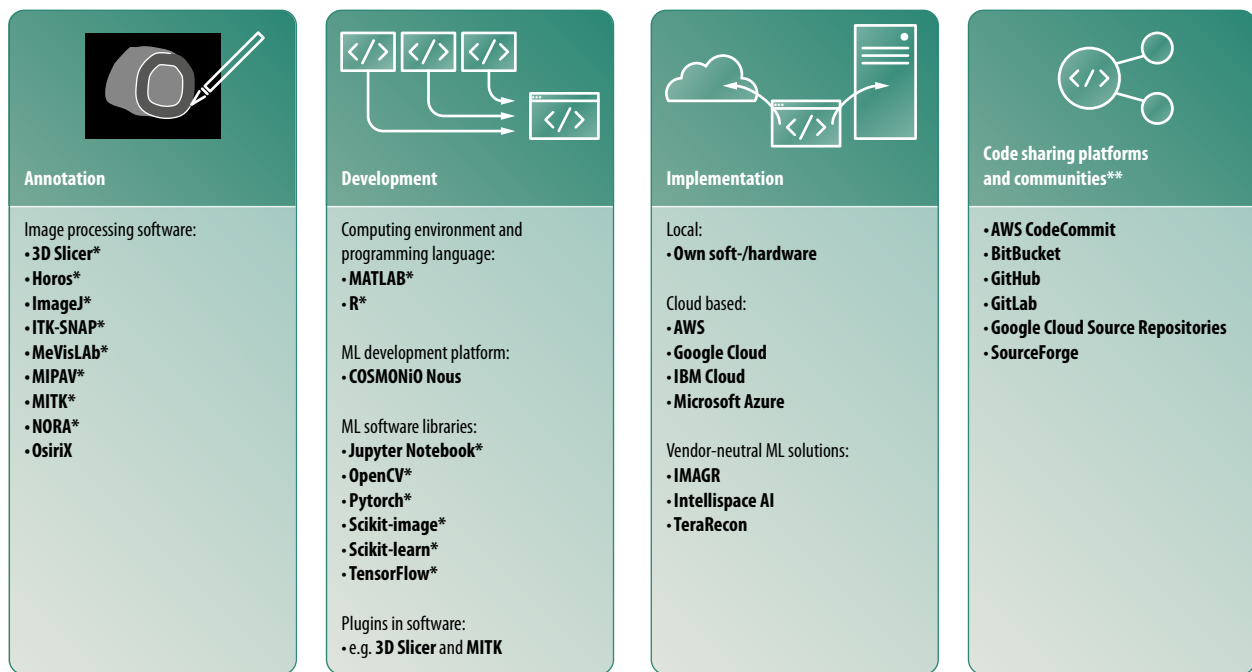 </>
</>
</>
</>
</>
</>
Annotation
Image processing software:
• 3D Slicer*
• Horos*
• ImageJ*
• ITK-SNAP*
• MeVisLAb*
• MIPAV*
• MITK*
• NORA*
• OsiriX
Development
Computing environment and
programming language:
• MATLAB*
• R*
ML development platform:
• COSMONiO Nous
ML software libraries:
• Jupyter Notebook*
• OpenCV*
• Pytorch*
• Scikit-image*
• Scikit-learn*
• TensorFlow*
Plugins in software:
• e.g. 3D Slicer and MITK
Implementation
Local:
• Own soft-/hardware
Cloud based:
• AWS
• Google Cloud
• IBM Cloud
• Microsoft Azure
Vendor-neutral ML solutions:
• IMAGR
• Intellispace AI
• TeraRecon
Code sharing platforms
and communities**
• AWS CodeCommit
• BitBucket
• GitHub
• GitLab
• Google Cloud Source Repositories
• SourceForge